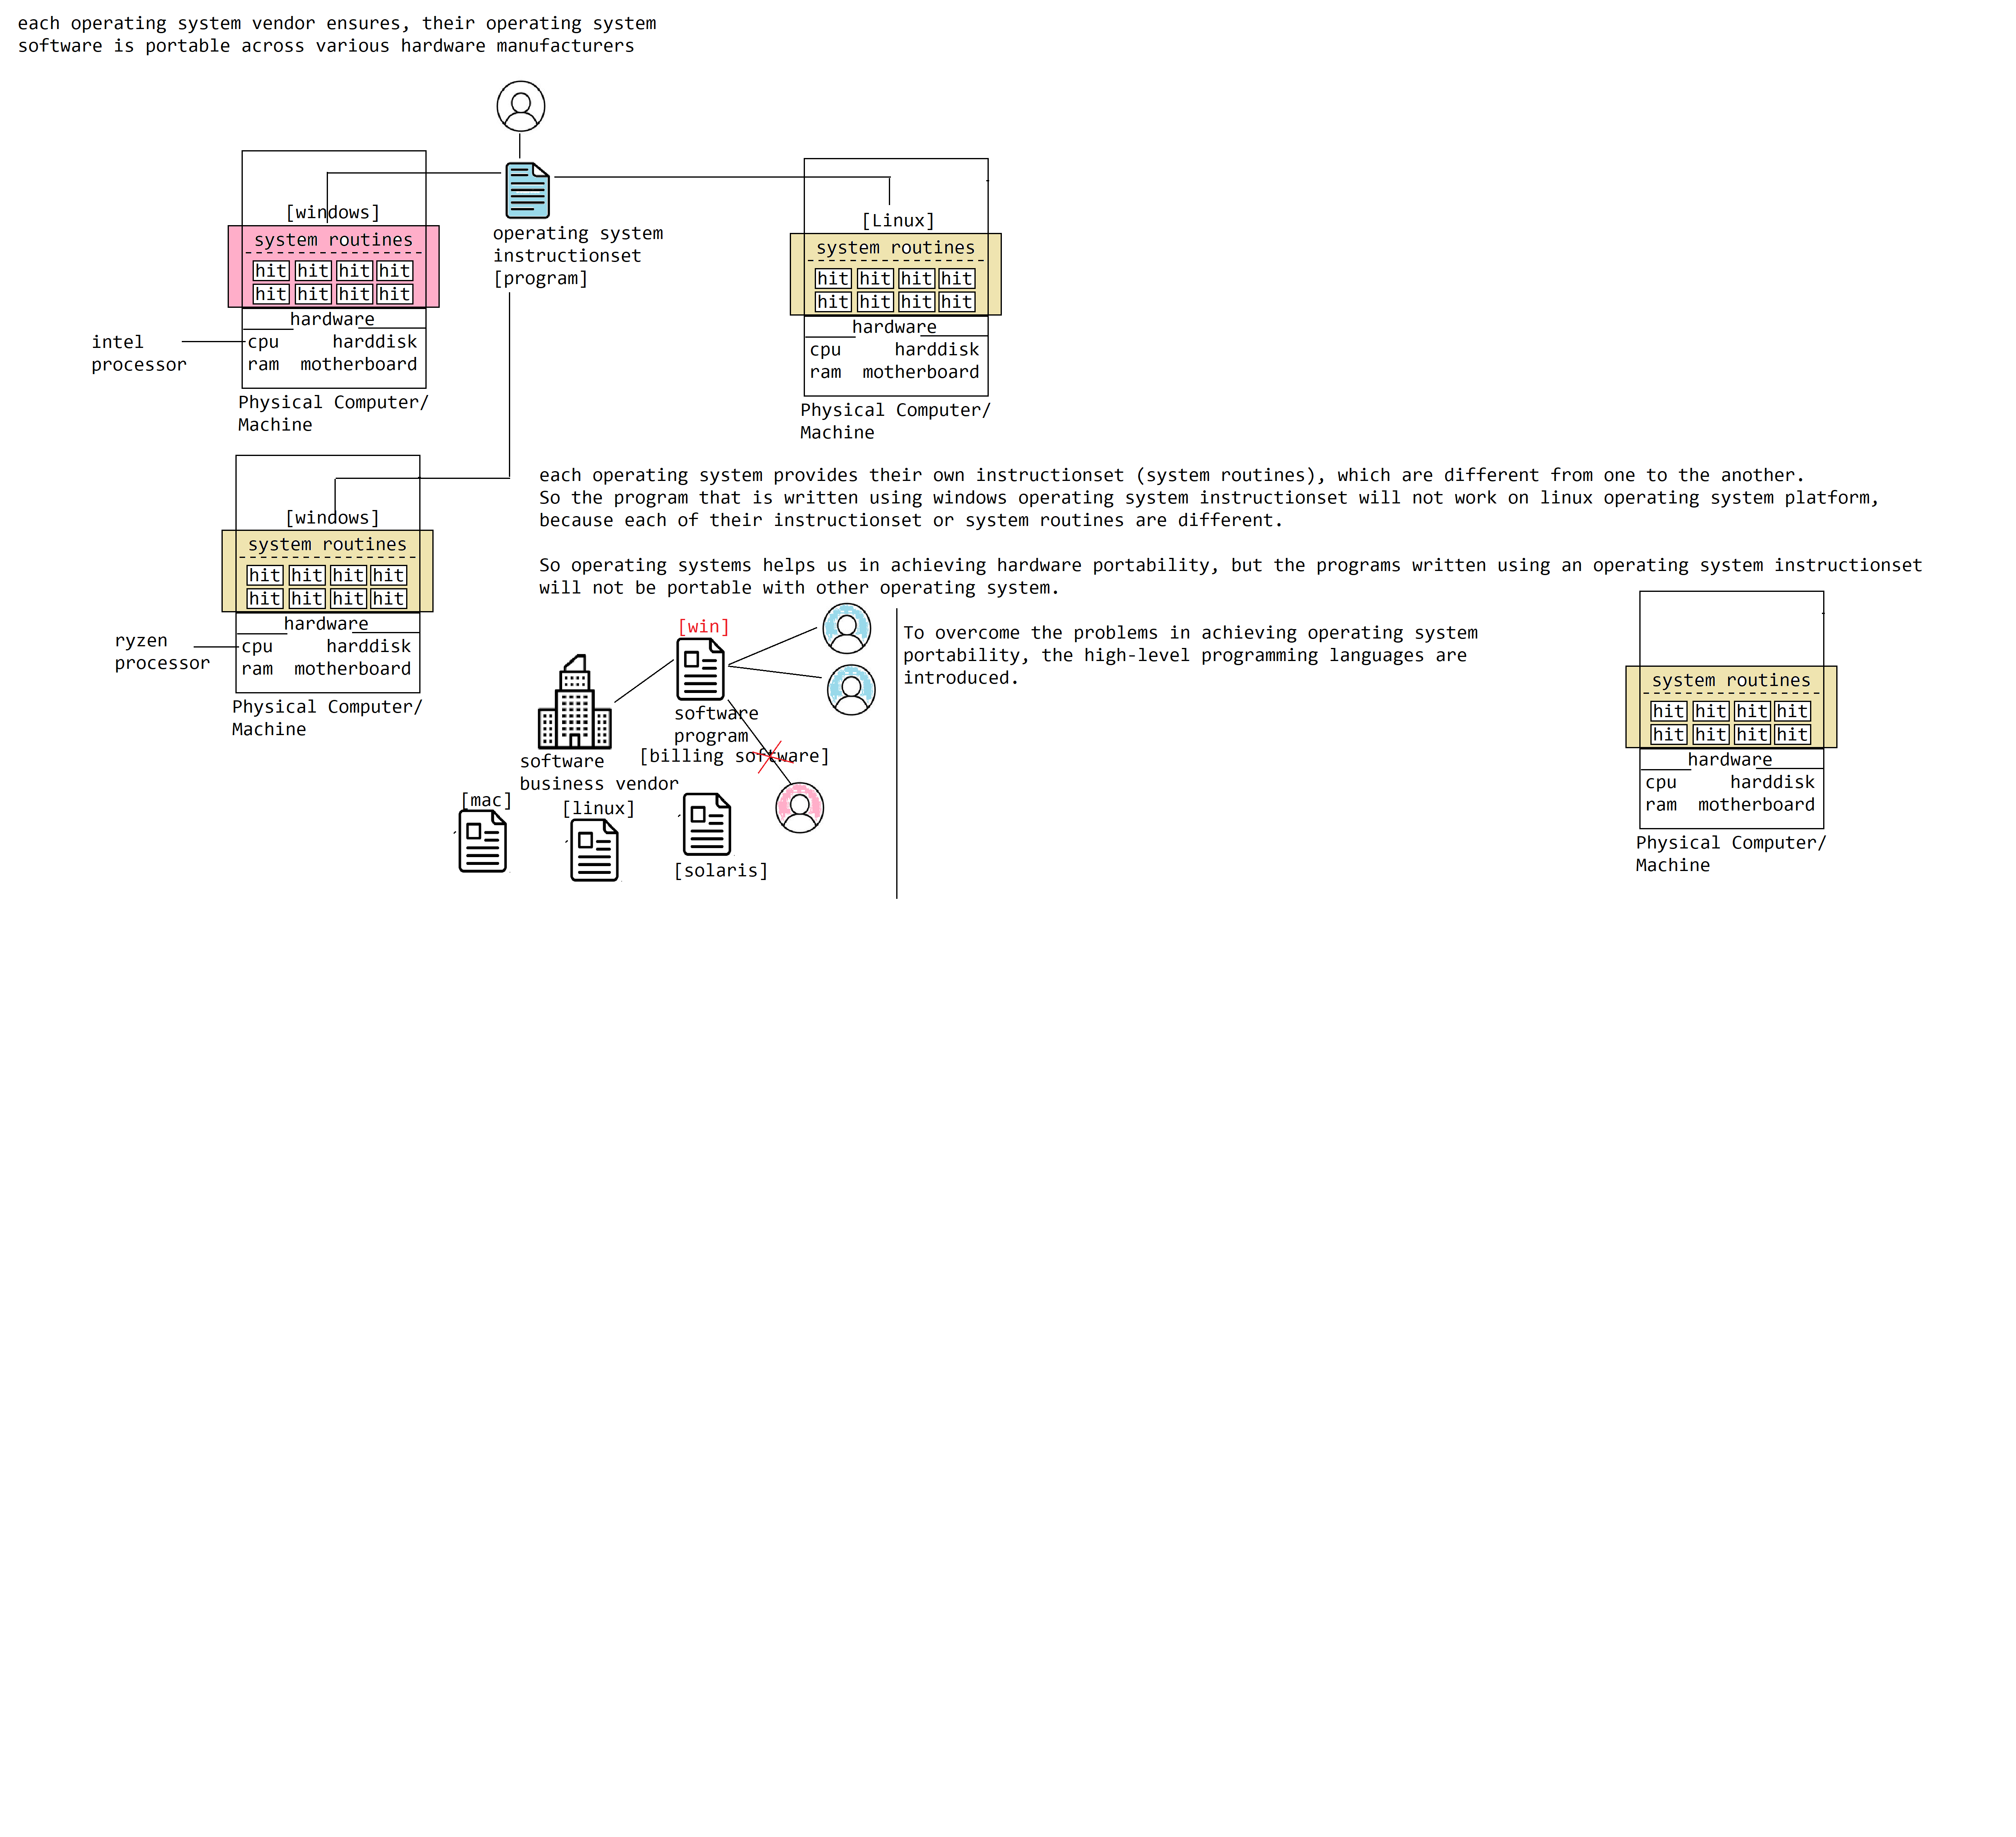 each operating system vendor ensures, their operating system
software is portable across various hardware manufacturers
[windows]
system routines
hit hit hit hit
hit hit hit hit
hardware
cpu harddisk
ram motherboard
Physical Computer/
Machine
intel
processor
operating system
instructionset
[program]
[Linux]
system routines
hit hit hit hit
hit hit hit hit
hardware
cpu harddisk
ram motherboard
Physical Computer/
Machine
[windows]
system routines
hit hit hit hit
hit hit hit hit
hardware
cpu harddisk
ram motherboard
Physical Computer/
Machine
ryzen
processor
each operating system provides their own instructionset (system routines), which are different from one to the another.
So the program that is written using windows operating system instructionset will not work on linux operating system platform,
because each of their instructionset or system routines are different.
So operating systems helps us in achieving hardware portability, but the programs written using an operating system instructionset
will not be portable with other operating system.
[win]
software
program
[billing software]
software
business vendor
[mac]
[linux]
[solaris]
To overcome the problems in achieving operating system
portability, the high-level programming languages are
introduced.
system routines
hit hit hit hit
hit hit hit hit
hardware
cpu harddisk
ram motherboard
Physical Computer/
Machine